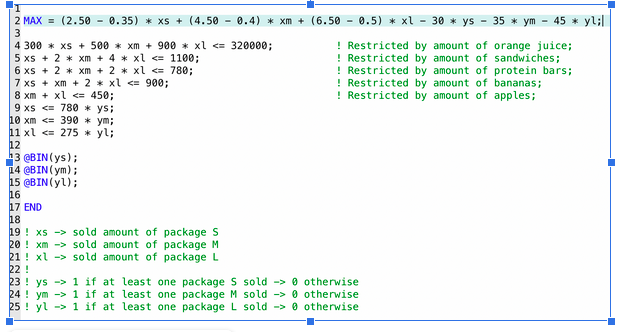 1
2 MAX = (2.50 - 0.35) * xs + (4.50 - 0.4) * xm + (6.50 - 0.5) * xl - 30 * ys - 35 * ym - 45 * yl;
3
4 300 * xs + 500 * xm + 900 * xl <= 320000; ! Restricted by amount of orange juice;
5 xs + 2 * xm + 4 * xl <= 1100; ! Restricted by amount of sandwiches;
6 xs + 2 * xm + 2 * xl <= 780; ! Restricted by amount of protein bars;
7 xs + xm + 2 * xl <= 900; ! Restricted by amount of bananas;
8 xm + xl <= 450; ! Restricted by amount of apples;
9 xs <= 780 * ys;
10 xm <= 390 * ym;
11 xl <= 275 * yl;
12
13 @BIN(ys);
14 @BIN(ym);
15 @BIN(yl);
16
17 END
18
19 ! xs -> sold amount of package S
20 ! xm -> sold amount of package M
21 ! xl -> sold amount of package L
22 !
23 ! ys -> 1 if at least one package S sold -> 0 otherwise
24 ! ym -> 1 if at least one package M sold -> 0 otherwise
25 ! yl -> 1 if at least one package L sold -> 0 otherwise